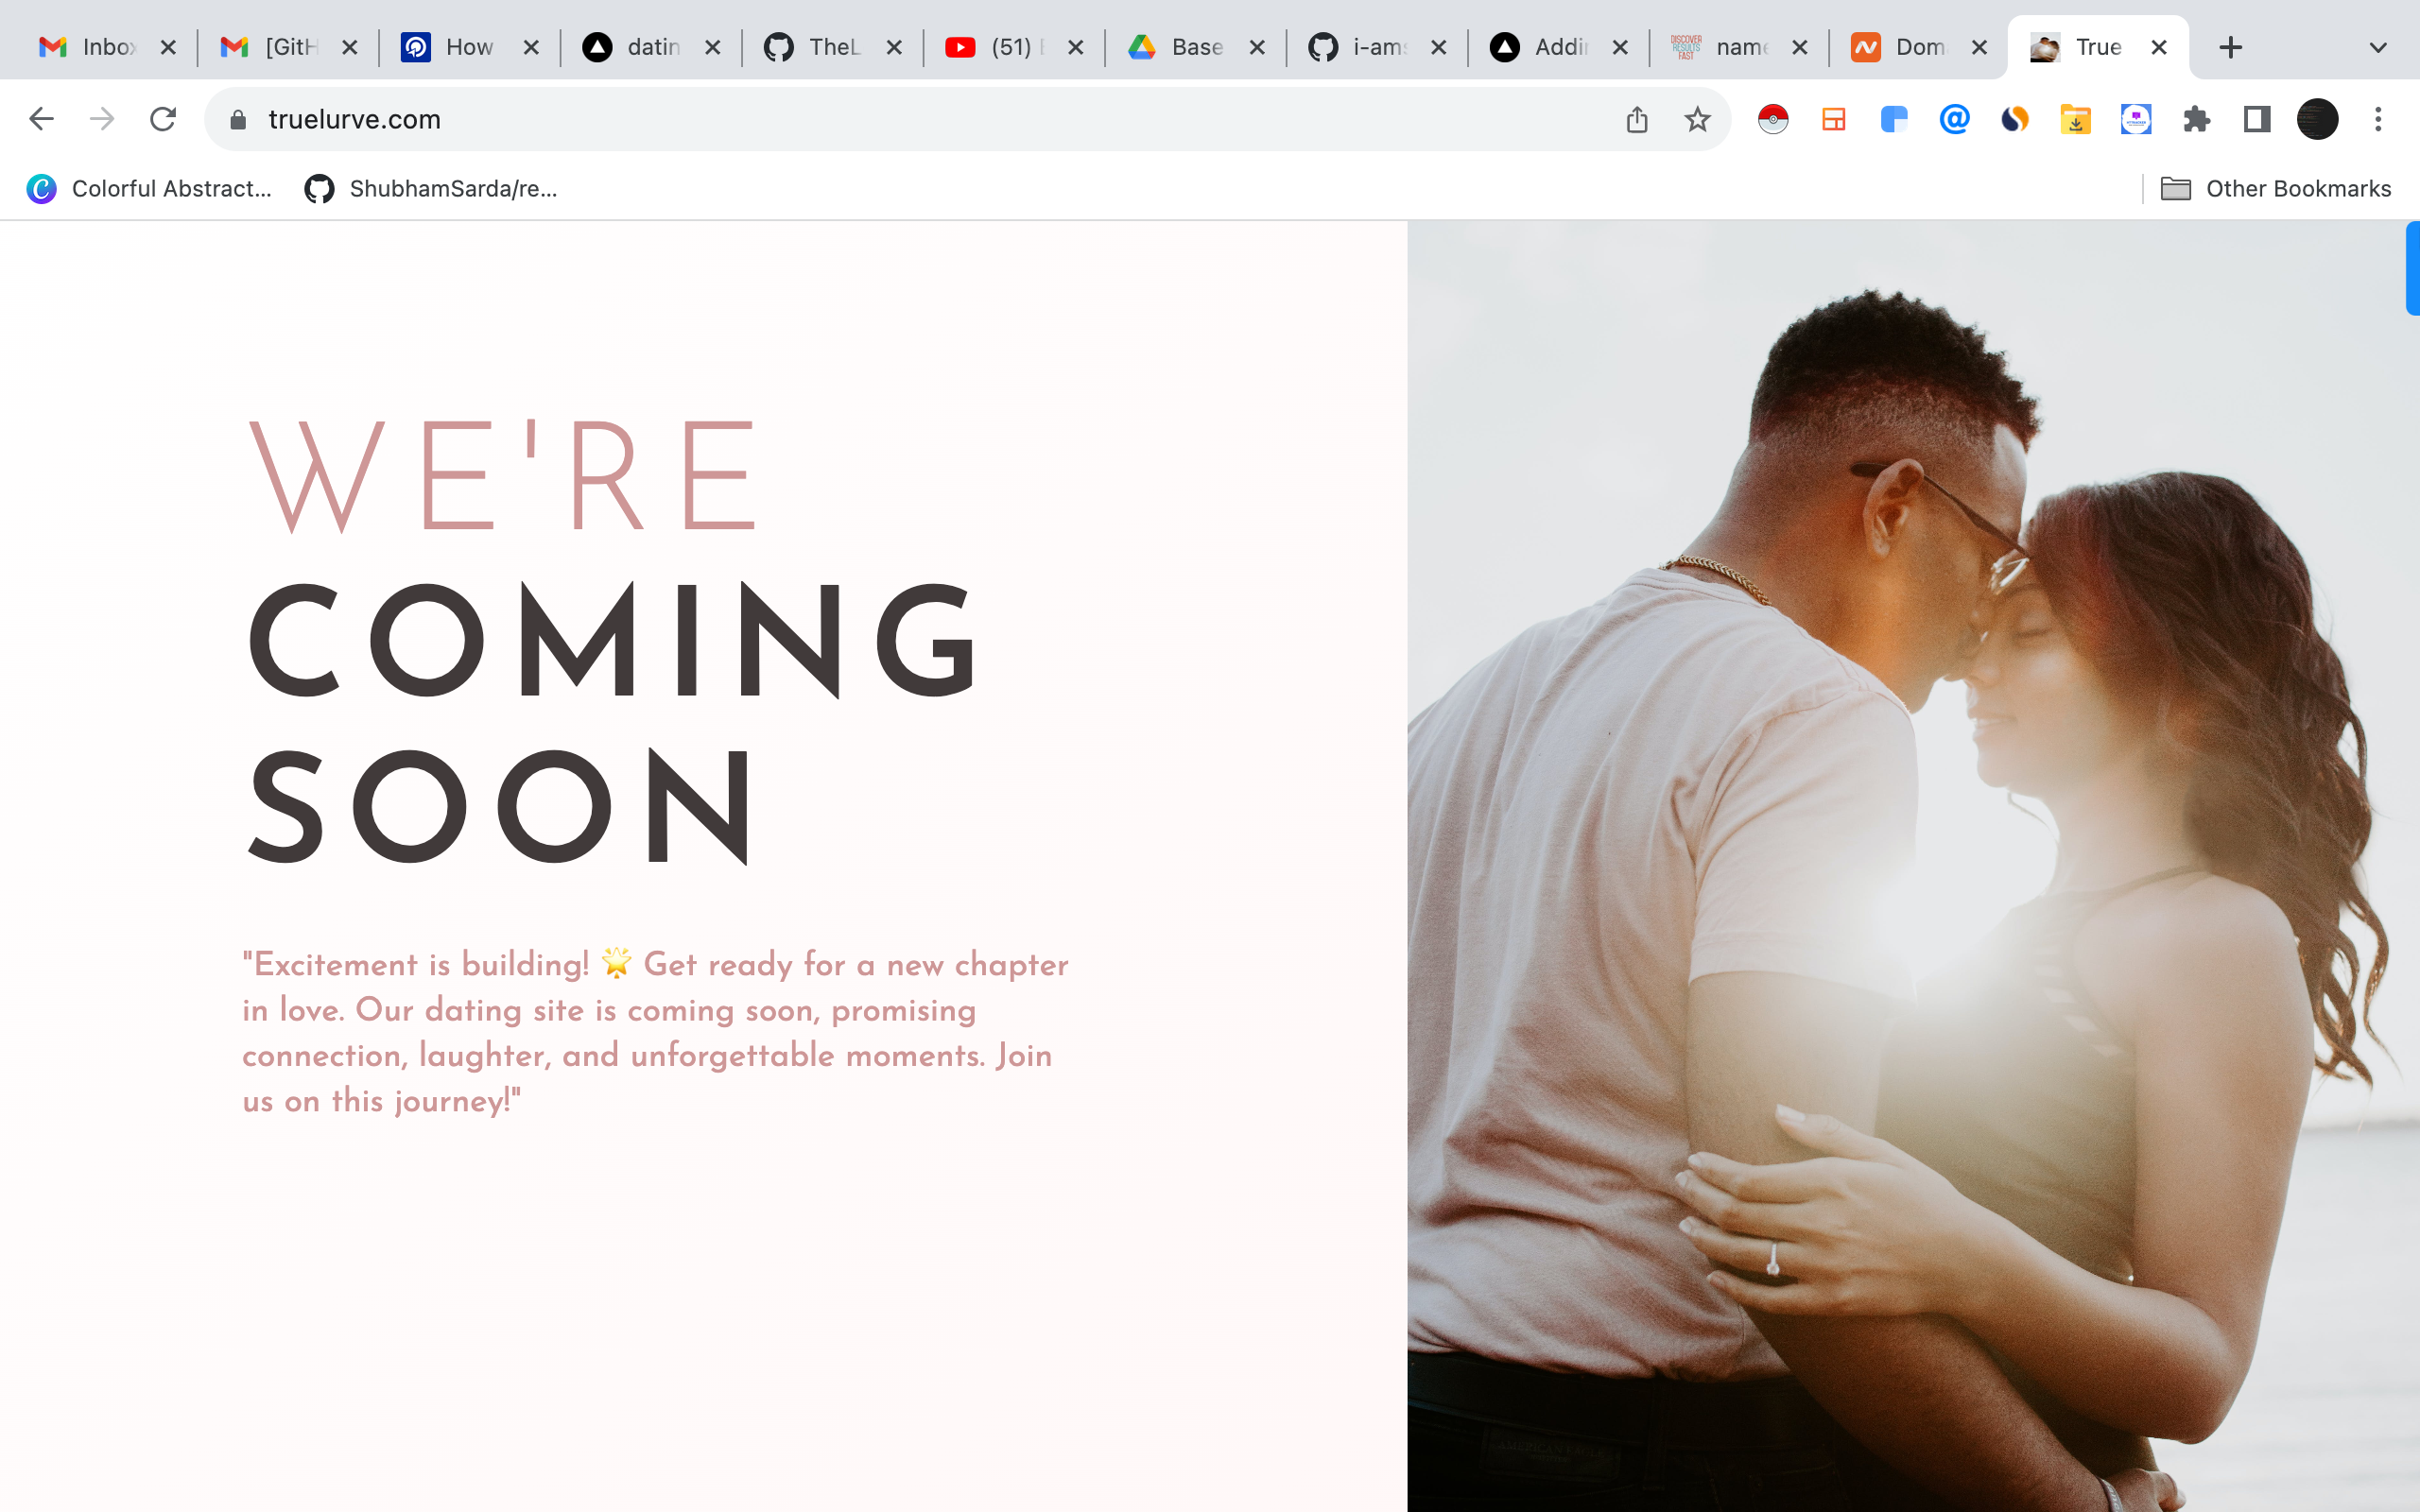 Inbox [GitH How datin TheL (51) Base i-ams Addi name Dom True
truelurve.com
Colorful Abstract... ShubhamSarda/re... Other Bookmarks
WE'RE
COMING
SOON
"Excitement is building! 🌟 Get ready for a new chapter
in love. Our dating site is coming soon, promising
connection, laughter, and unforgettable moments. Join
us on this journey!"